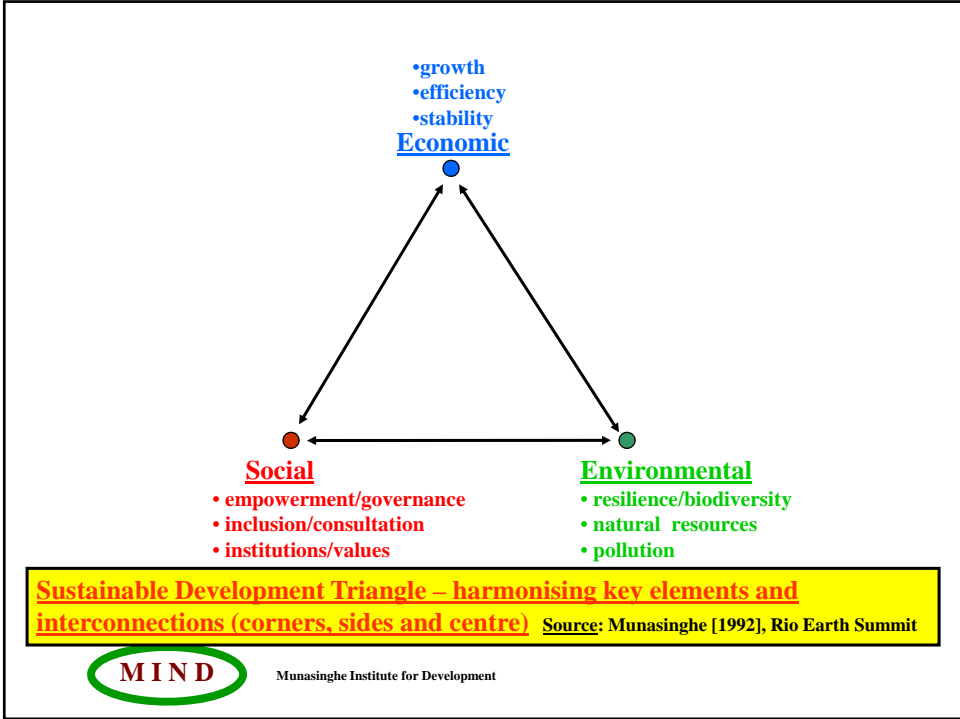 •growth
•efficiency
•stability
Economic
Social
• empowerment/governance
• inclusion/consultation
• institutions/values
Environmental
• resilience/biodiversity
• natural resources
• pollution
Sustainable Development Triangle – harmonising key elements and
interconnections (corners, sides and centre) Source: Munasinghe [1992], Rio Earth Summit
M I N D
Munasinghe Institute for Development